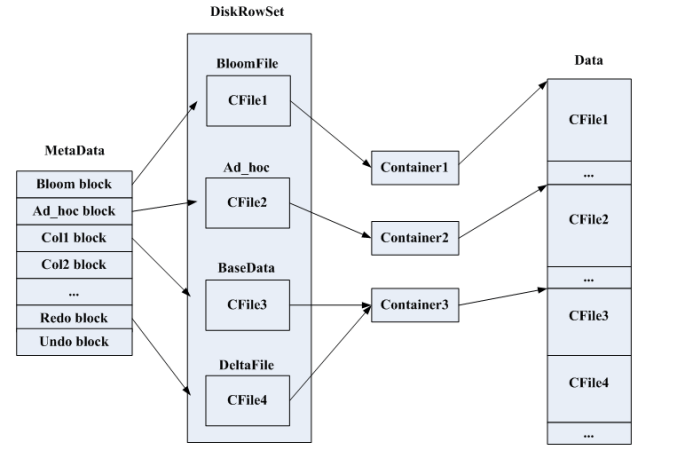 DiskRowSet
MetaData
Bloom block
Ad_hoc block
Col1 block
Col2 block
...
Redo block
Undo block
BloomFile
CFile1
Ad_hoc
CFile2
BaseData
CFile3
DeltaFile
CFile4
Container1
Container2
Container3
Data
CFile1
...
CFile2
...
CFile3
CFile4
...